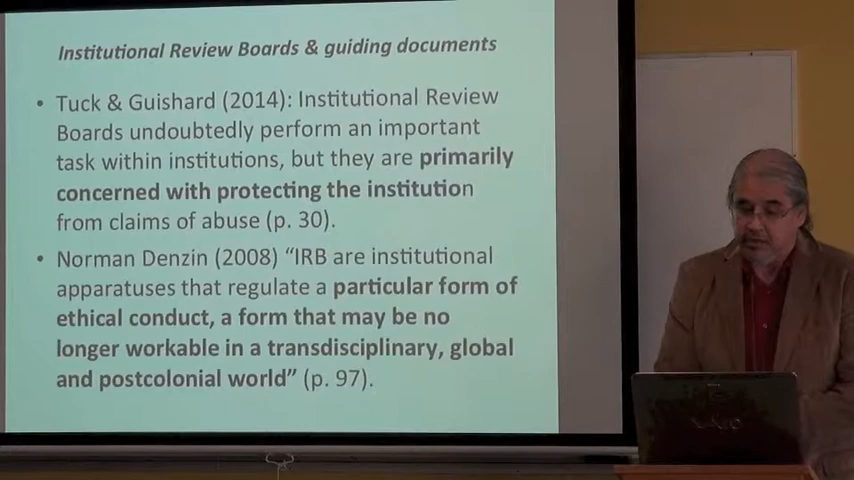 Institutional Review Boards & guiding documents
• Tuck & Guishard (2014): Institutional Review
Boards undoubtedly perform an important
task within institutions, but they are primarily
concerned with protecting the institution
from claims of abuse (p. 30).
• Norman Denzin (2008) “IRB are institutional
apparatuses that regulate a particular form of
ethical conduct, a form that may be no
longer workable in a transdisciplinary, global
and postcolonial world” (p. 97).
VAIO